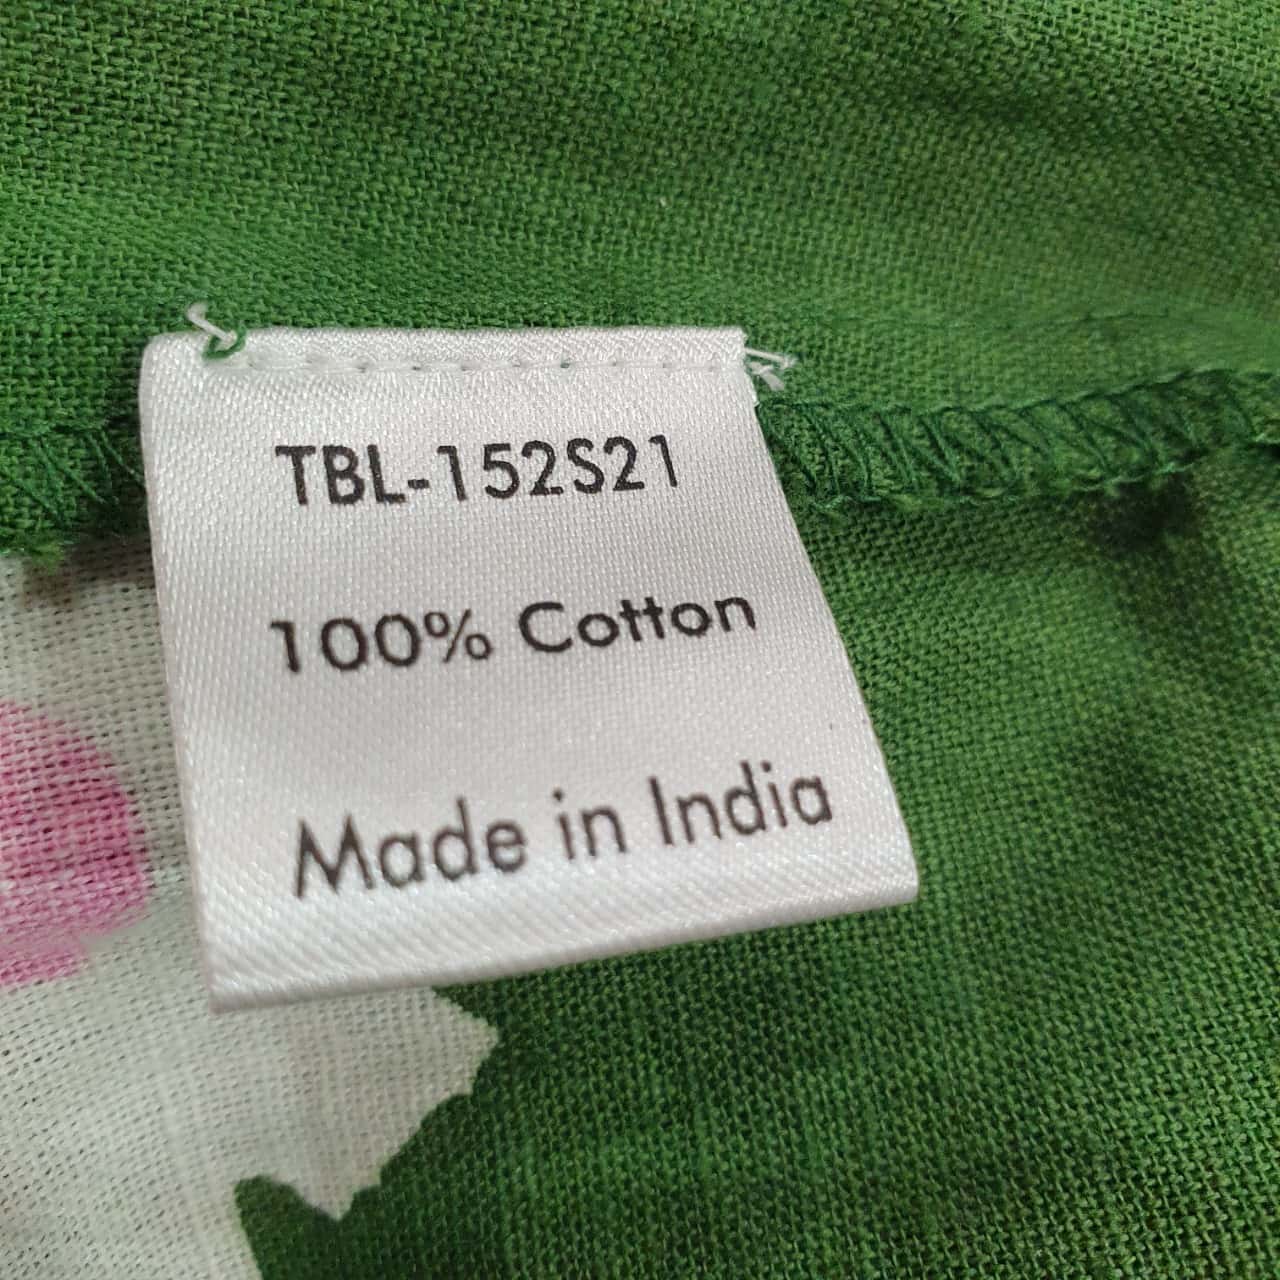 TBL-152S21
100% Cotton
Made in India